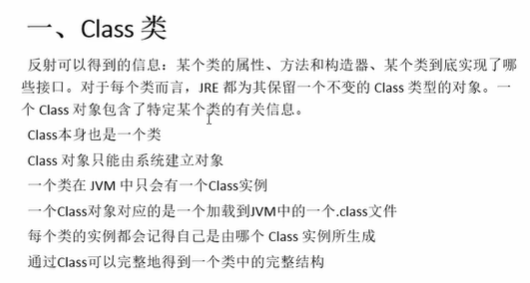 一、Class 类
反射可以得到的信息：某个类的属性、方法和构造器、某个类到底实现了哪
些接口。对于每个类而言，JRE 都为其保留一个不变的 Class 类型的对象。一
个 Class 对象包含了特定某个类的有关信息。
Class本身也是一个类
Class 对象只能由系统建立对象
一个类在 JVM 中只会有一个Class实例
一个Class对象对应的是一个加载到JVM中的一个.class文件
每个类的实例都会记得自己是由哪个 Class 实例所生成
通过Class可以完整地得到一个类中的完整结构